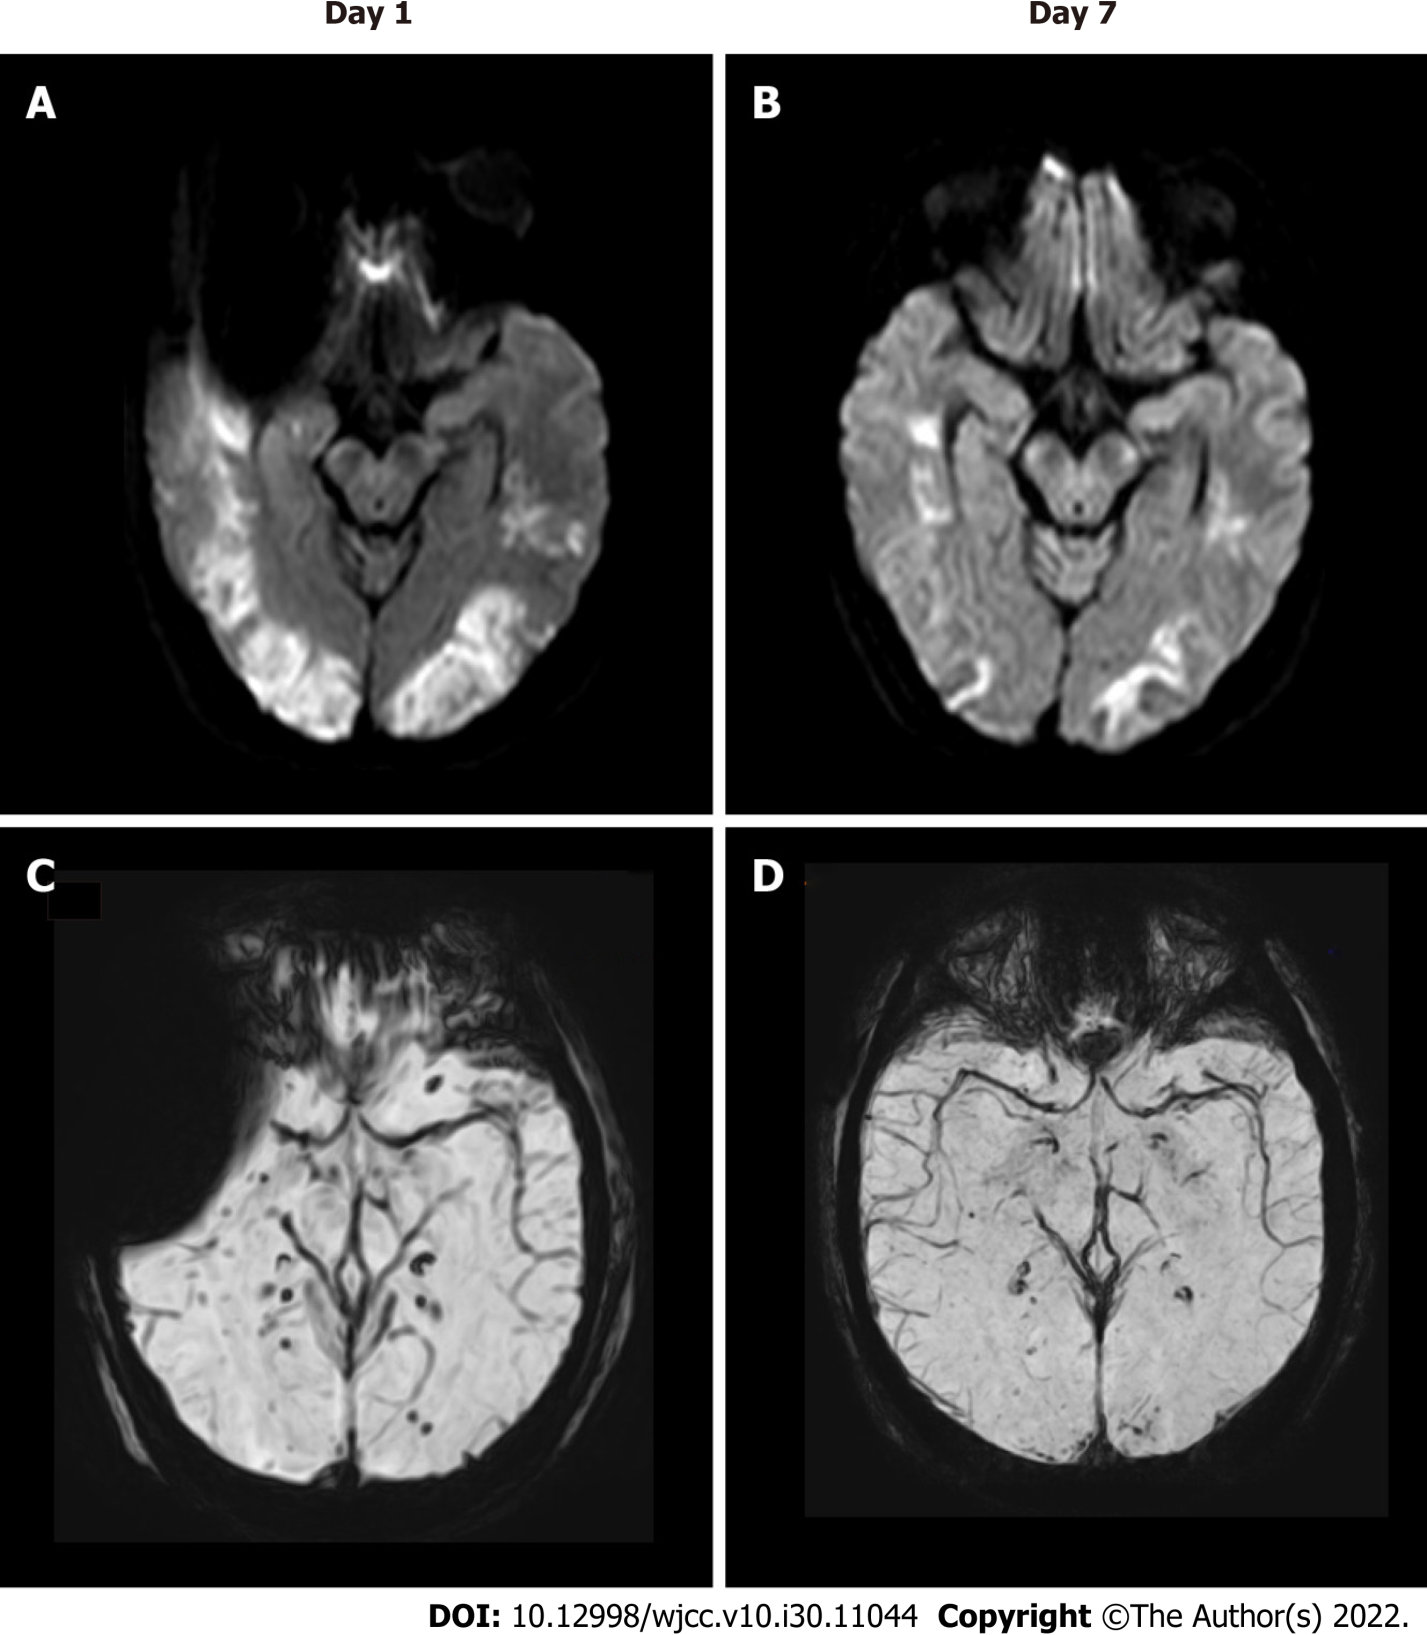 Day 1
Day 7
A
B
C
D
DOI: 10.12998/wjcc.v10.i30.11044 Copyright ©The Author(s) 2022.